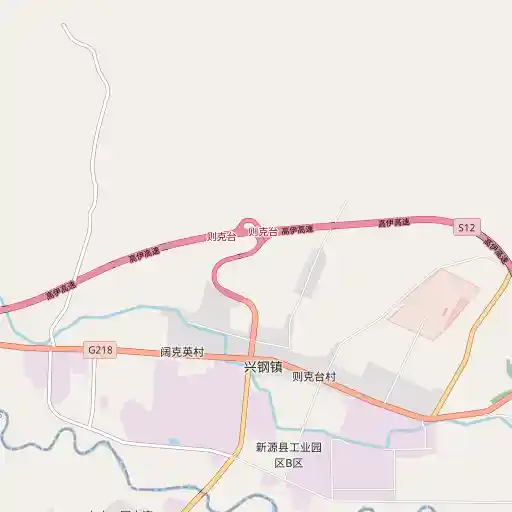 则克台
则克台
高伊高速
高伊高速
S12
高伊高速
高伊高速
高伊高速
G218
阔克英村
兴钢镇
则克台村
新源县工业园
区B区